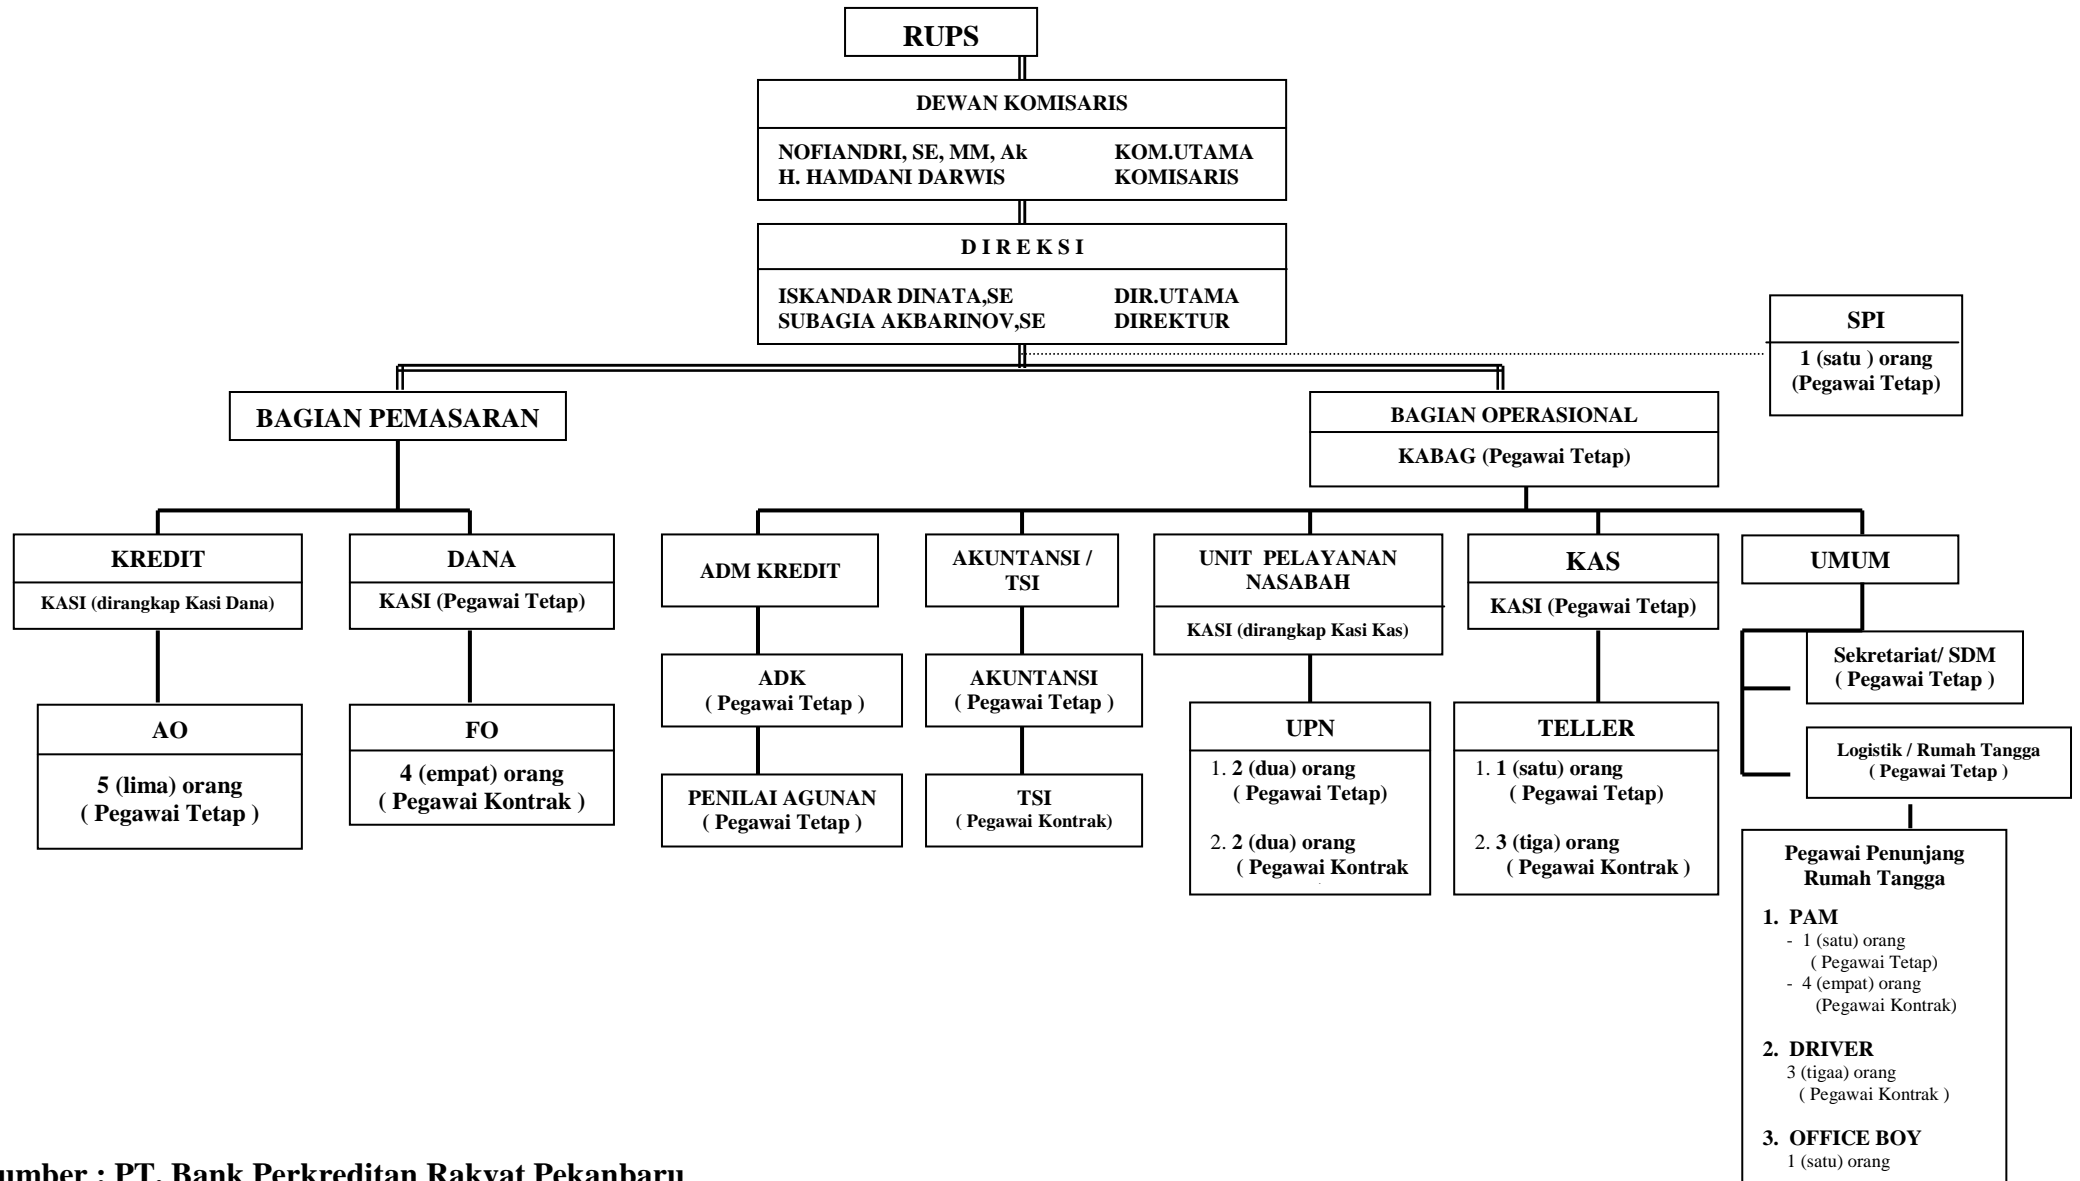 RUPS
DEWAN KOMISARIS
NOFIANDRI, SE, MM, Ak KOM.UTAMA
H. HAMDANI DARWIS KOMISARIS
D I R E K S I
ISKANDAR DINATA,SE DIR.UTAMA
SUBAGIA AKBARINOV,SE DIREKTUR
SPI
1 (satu ) orang
(Pegawai Tetap)
BAGIAN PEMASARAN
BAGIAN OPERASIONAL
KABAG (Pegawai Tetap)
KREDIT
KASI (dirangkap Kasi Dana)
DANA
KASI (Pegawai Tetap)
ADM KREDIT
AKUNTANSI /
TSI
UNIT PELAYANAN
NASABAH
KASI (dirangkap Kasi Kas)
KAS
KASI (Pegawai Tetap)
UMUM
AO
5 (lima) orang
( Pegawai Tetap )
FO
4 (empat) orang
( Pegawai Kontrak )
ADK
( Pegawai Tetap )
PENILAI AGUNAN
( Pegawai Tetap )
AKUNTANSI
( Pegawai Tetap )
TSI
( Pegawai Kontrak)
UPN
1. 2 (dua) orang
( Pegawai Tetap)
2. 2 (dua) orang
( Pegawai Kontrak
TELLER
1. 1 (satu) orang
( Pegawai Tetap)
2. 3 (tiga) orang
( Pegawai Kontrak )
Sekretariat/ SDM
( Pegawai Tetap )
Logistik / Rumah Tangga
( Pegawai Tetap )
Pegawai Penunjang
Rumah Tangga
1. PAM
- 1 (satu) orang
( Pegawai Tetap)
- 4 (empat) orang
(Pegawai Kontrak)
2. DRIVER
3 (tigaa) orang
( Pegawai Kontrak )
3. OFFICE BOY
1 (satu) orang
umber : PT. Bank Perkreditan Rakyat Pekanbaru